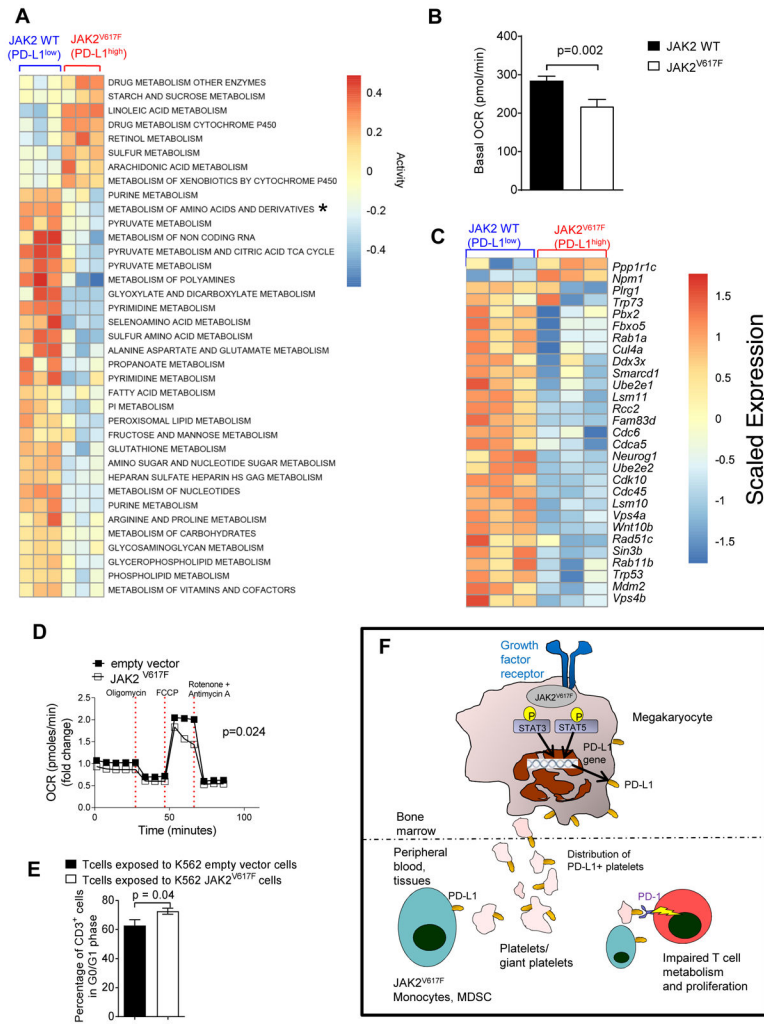 A
JAK2 WT
(PD-L1low)
JAK2V617F
(PD-L1high)
DRUG METABOLISM OTHER ENZYMES
STARCH AND SUCROSE METABOLISM
LINOLEIC ACID METABOLISM
DRUG METABOLISM CYTOCHROME P450
RETINOL METABOLISM
SULFUR METABOLISM
ARACHIDONIC ACID METABOLISM
METABOLISM OF XENOBIOTICS BY CYTOCHROME P450
PURINE METABOLISM
METABOLISM OF AMINO ACIDS AND DERIVATIVES *
PYRUVATE METABOLISM
METABOLISM OF NON CODING RNA
PYRUVATE METABOLISM AND CITRIC ACID TCA CYCLE
PYRUVATE METABOLISM
METABOLISM OF POLYAMINES
GLYOXYLATE AND DICARBOXYLATE METABOLISM
PYRIMIDINE METABOLISM
SELENOAMINO ACID METABOLISM
SULFUR AMINO ACID METABOLISM
ALANINE ASPARTATE AND GLUTAMATE METABOLISM
PROPANOATE METABOLISM
PYRIMIDINE METABOLISM
FATTY ACID METABOLISM
PI METABOLISM
PEROXISOMAL LIPID METABOLISM
FRUCTOSE AND MANNOSE METABOLISM
GLUTATHIONE METABOLISM
AMINO SUGAR AND NUCLEOTIDE SUGAR METABOLISM
HEPARAN SULFATE HEPARIN HS GAG METABOLISM
METABOLISM OF NUCLEOTIDES
PURINE METABOLISM
ARGININE AND PROLINE METABOLISM
METABOLISM OF CARBOHYDRATES
GLYCOSAMINOGLYCAN METABOLISM
GLYCEROPHOSPHOLIPID METABOLISM
PHOSPHOLIPID METABOLISM
METABOLISM OF VITAMINS AND COFACTORS
0.4
0.2
0
-0.2
-0.4
Activity
B
Basal OCR (pmol/min)
400
300
200
100
0
p=0.002
JAK2 WT
JAK2V617F
C
JAK2 WT
(PD-L1low)
JAK2V617F
(PD-L1high)
Ppp1r1c
Npm1
Plrg1
Trp73
Pbx2
Fbxo5
Rab1a
Cul4a
Ddx3x
Smarcd1
Ube2e1
Lsm11
Rcc2
Fam83d
Cdc6
Cdca5
Neurog1
Ube2e2
Cdk10
Cdc45
Lsm10
Vps4a
Wnt10b
Rad51c
Sin3b
Rab11b
Trp53
Mdm2
Vps4b
1.5
1
0.5
0
-0.5
-1
-1.5
Scaled Expression
D
empty vector
JAK2 V617F
Oligomycin
FCCP
Rotenone +
Antimycin A
OCR (pmoles/min)
(fold change)
2.5
2.0
1.5
1.0
0.5
0.0
0
50
100
Time (minutes)
p=0.024
E
Tcells exposed to K562 empty vector cells
Tcells exposed to K562 JAK2V617F cells
p = 0.04
Percentage of CD3+ cells
in G0/G1 phase
80
60
40
20
0
F
Growth
factor
receptor
JAK2V617F
P
P
STAT3
STAT5
Megakaryocyte
PD-L1
gene
PD-L1
Bone
marrow
Peripheral
blood,
tissues
Distribution of
PD-L1+ platelets
PD-L1
PD-1
Platelets/
giant platelets
JAK2V617F
Monocytes, MDSC
Impaired T cell
metabolism
and proliferation